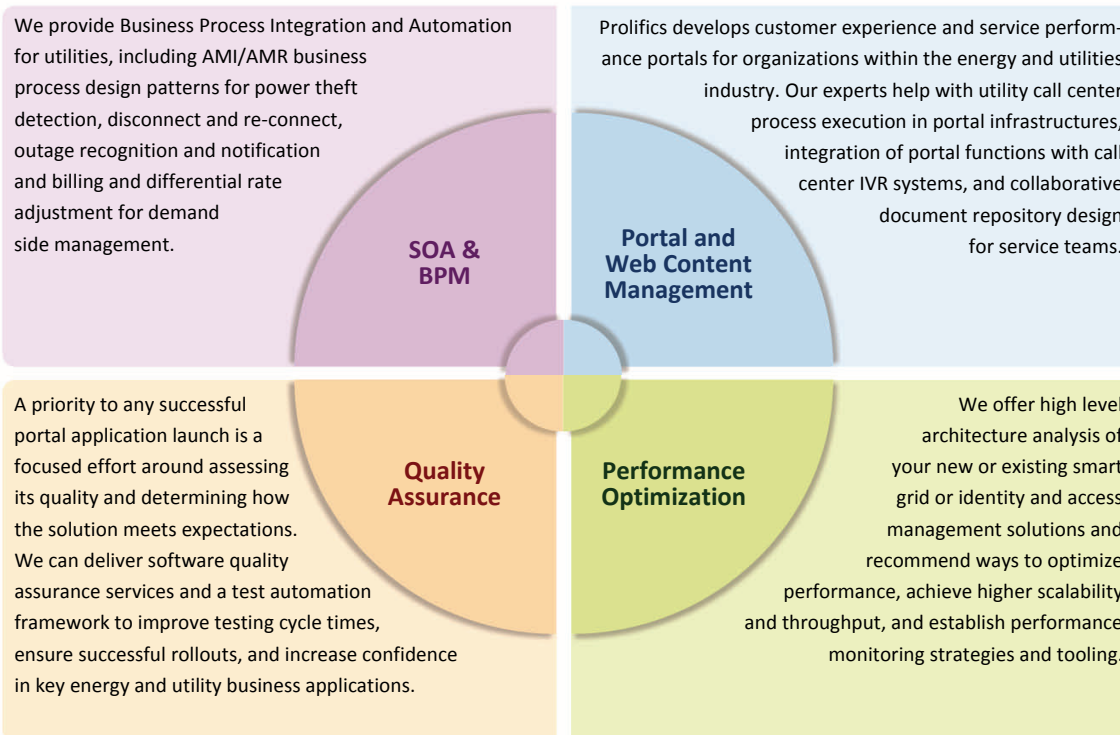 We provide Business Process Integration and Automation
for utilities, including AMI/AMR business
process design patterns for power theft
detection, disconnect and re-connect,
outage recognition and notification
and billing and differential rate
adjustment for demand
side management.
SOA &
BPM
Prolifics develops customer experience and service perform-
ance portals for organizations within the energy and utilities
industry. Our experts help with utility call center
process execution in portal infrastructures,
integration of portal functions with call
center IVR systems, and collaborative
document repository design
for service teams.
Portal and
Web Content
Management
A priority to any successful
portal application launch is a
focused effort around assessing
its quality and determining how
the solution meets expectations.
We can deliver software quality
assurance services and a test automation
framework to improve testing cycle times,
ensure successful rollouts, and increase confidence
in key energy and utility business applications.
Quality
Assurance
Performance
Optimization
We offer high level
architecture analysis of
your new or existing smart
grid or identity and access
management solutions and
recommend ways to optimize
performance, achieve higher scalability
and throughput, and establish performance
monitoring strategies and tooling.